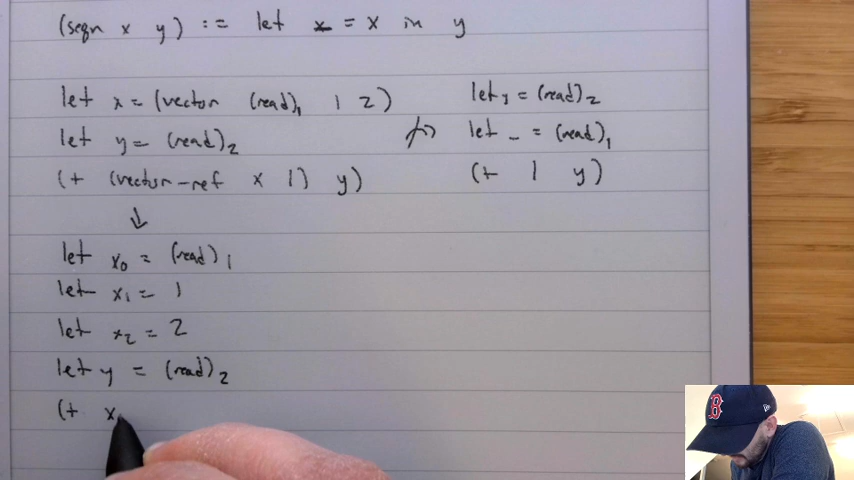 (seqn x y) := let x = x in y
let x = (vector (read)₁ 1 2)
let y = (read)₂
(+ (vector-ref x 1) y)
let y = (read)₂
let _ = (read)₁
(+ 1 y)
↓
let x₀ = (read)₁
let x₁ = 1
let x₂ = 2
let y = (read)₂
(+ x
B